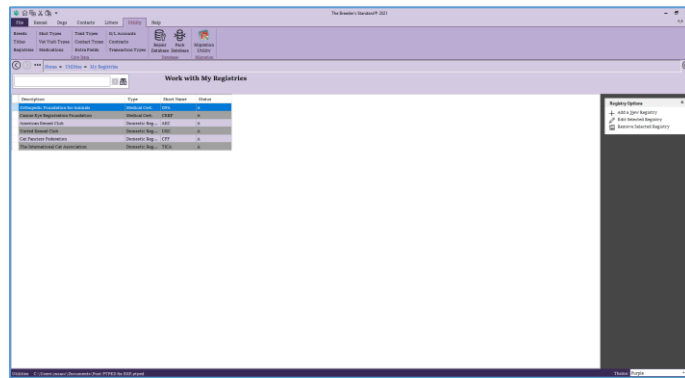 The Breeder's Standard® 2021
File Kennel Dogs Contacts Litters Utility Help
Breeds Shot Types Total Types G/L Accounts
Titles Vet Visit Types Contact Types Contracts
Registries Medications Extra Fields Transaction Types
Repair Database Pack Database Migration Utility
Core Data Database Migration
Home Utilities My Registries
Work with My Registries
Description Type Short Name Status
Orthopedic Foundation for Animals Medical Cert. OFA A
Canine Eye Registration Foundation Medical Cert. CERF A
American Kennel Club Domestic Reg... AKC A
United Kennel Club Domestic Reg... UKC A
Cat Fanciers Federation Domestic Reg... CFF A
The International Cat Association Domestic Reg... TICA A
Registry Options
Add a New Registry
Edit Selected Registry
Remove Selected Registry
Utilities
Theme Purple